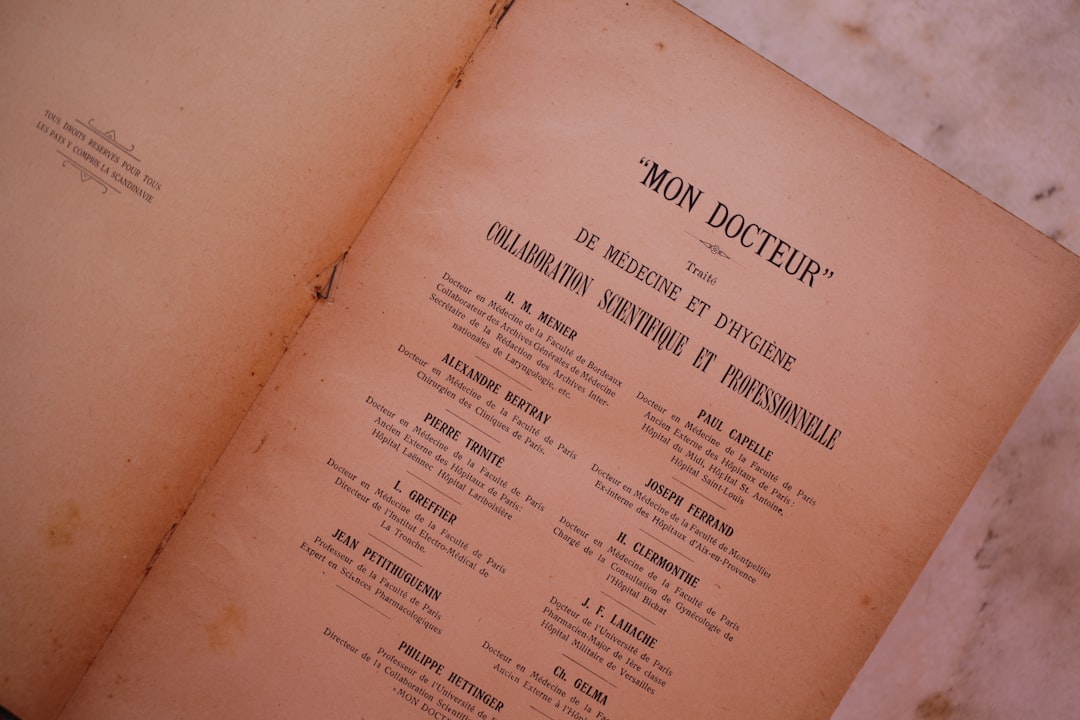 TOUS DROITS RESERVES POUR TOUS
LES PAYS Y COMPRIS LA SCANDINAVIE
“MON DOCTEUR”
Traité
DE MÉDECINE ET D'HYGIÈNE
COLLABORATION SCIENTIFIQUE ET PROFESSIONNELLE
H. M. MENIER
Docteur en Médecine de la Faculté de Bordeaux
Collaborateur des Archives Générales de Médecine
Secrétaire de la Rédaction des Archives Inter-
nationales de Laryngologie, etc.
ALEXANDRE BERTRAY
Docteur en Médecine de la Faculté de Paris
Chirurgien des Cliniques de Paris.
PIERRE TRINITÉ
Docteur en Médecine de la Faculté de Paris
Ancien Externe des Hôpitaux de Paris:
Hôpital Laënnec Hôpital Lariboisière
L. GREFFIER
Docteur en Médecine de la Faculté de Paris
Directeur de l'Institut Electro-Médical de
La Tronche.
JEAN PETITHUGUENIN
Professeur de la Faculté de Paris
Expert en Sciences Pharmacologiques
PAUL CAPELLE
Docteur en Médecine de la Faculté de Paris
Ancien Externe des Hôpitaux de Paris:
Hôpital du Midi, Hôpital St. Antoine,
Hôpital Saint-Louis
JOSEPH FERRAND
Docteur en Médecine de la Faculté de Montpellier
Ex-interne des Hôpitaux d'Aix-en-Provence
H. CLERMONTHE
Docteur en Médecine de la Faculté de Paris
Chargé de la Consultation de Gynécologie de
l'Hôpital Bichat
J. F. LAHACHE
Docteur de l'Université de Paris
Pharmacien-Major de 1ère classe
Hôpital Militaire de Versailles
Ch. GELMA
Docteur en Médecine de la Fac
Ancien Externe à l'Hôpi
PHILIPPE HETTINGER
Professeur de l'Université de
Directeur de la Collaboration Scientifi
« MON DOCT